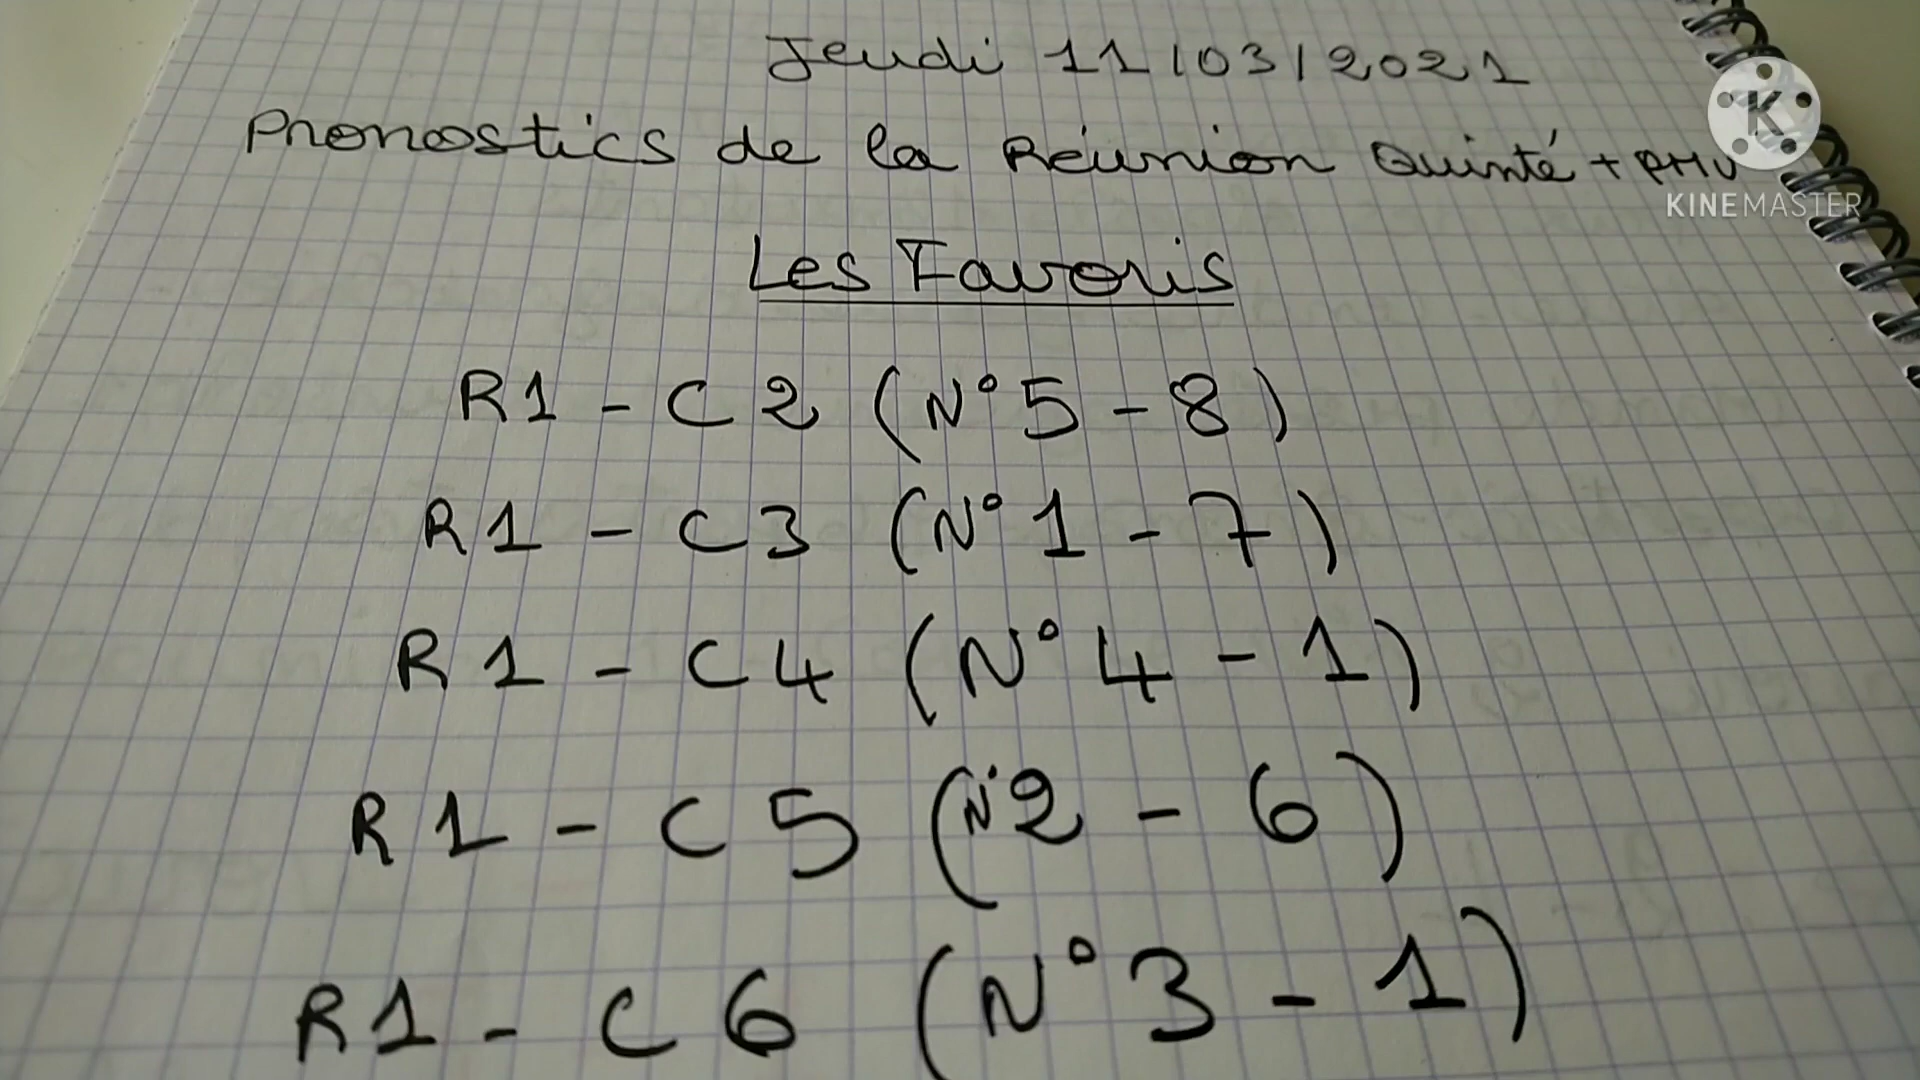 Jeudi 11/03/2021
Pronostics de la Réunion Quinté + PMU
K
KINEMASTER
Les Favoris
R1 - C2 (N°5 - 8)
R1 - C3 (N°1 - 7)
R1 - C4 (N°4 - 1)
R1 - C5 (N°2 - 6)
R1 - C6 (N°3 - 1)